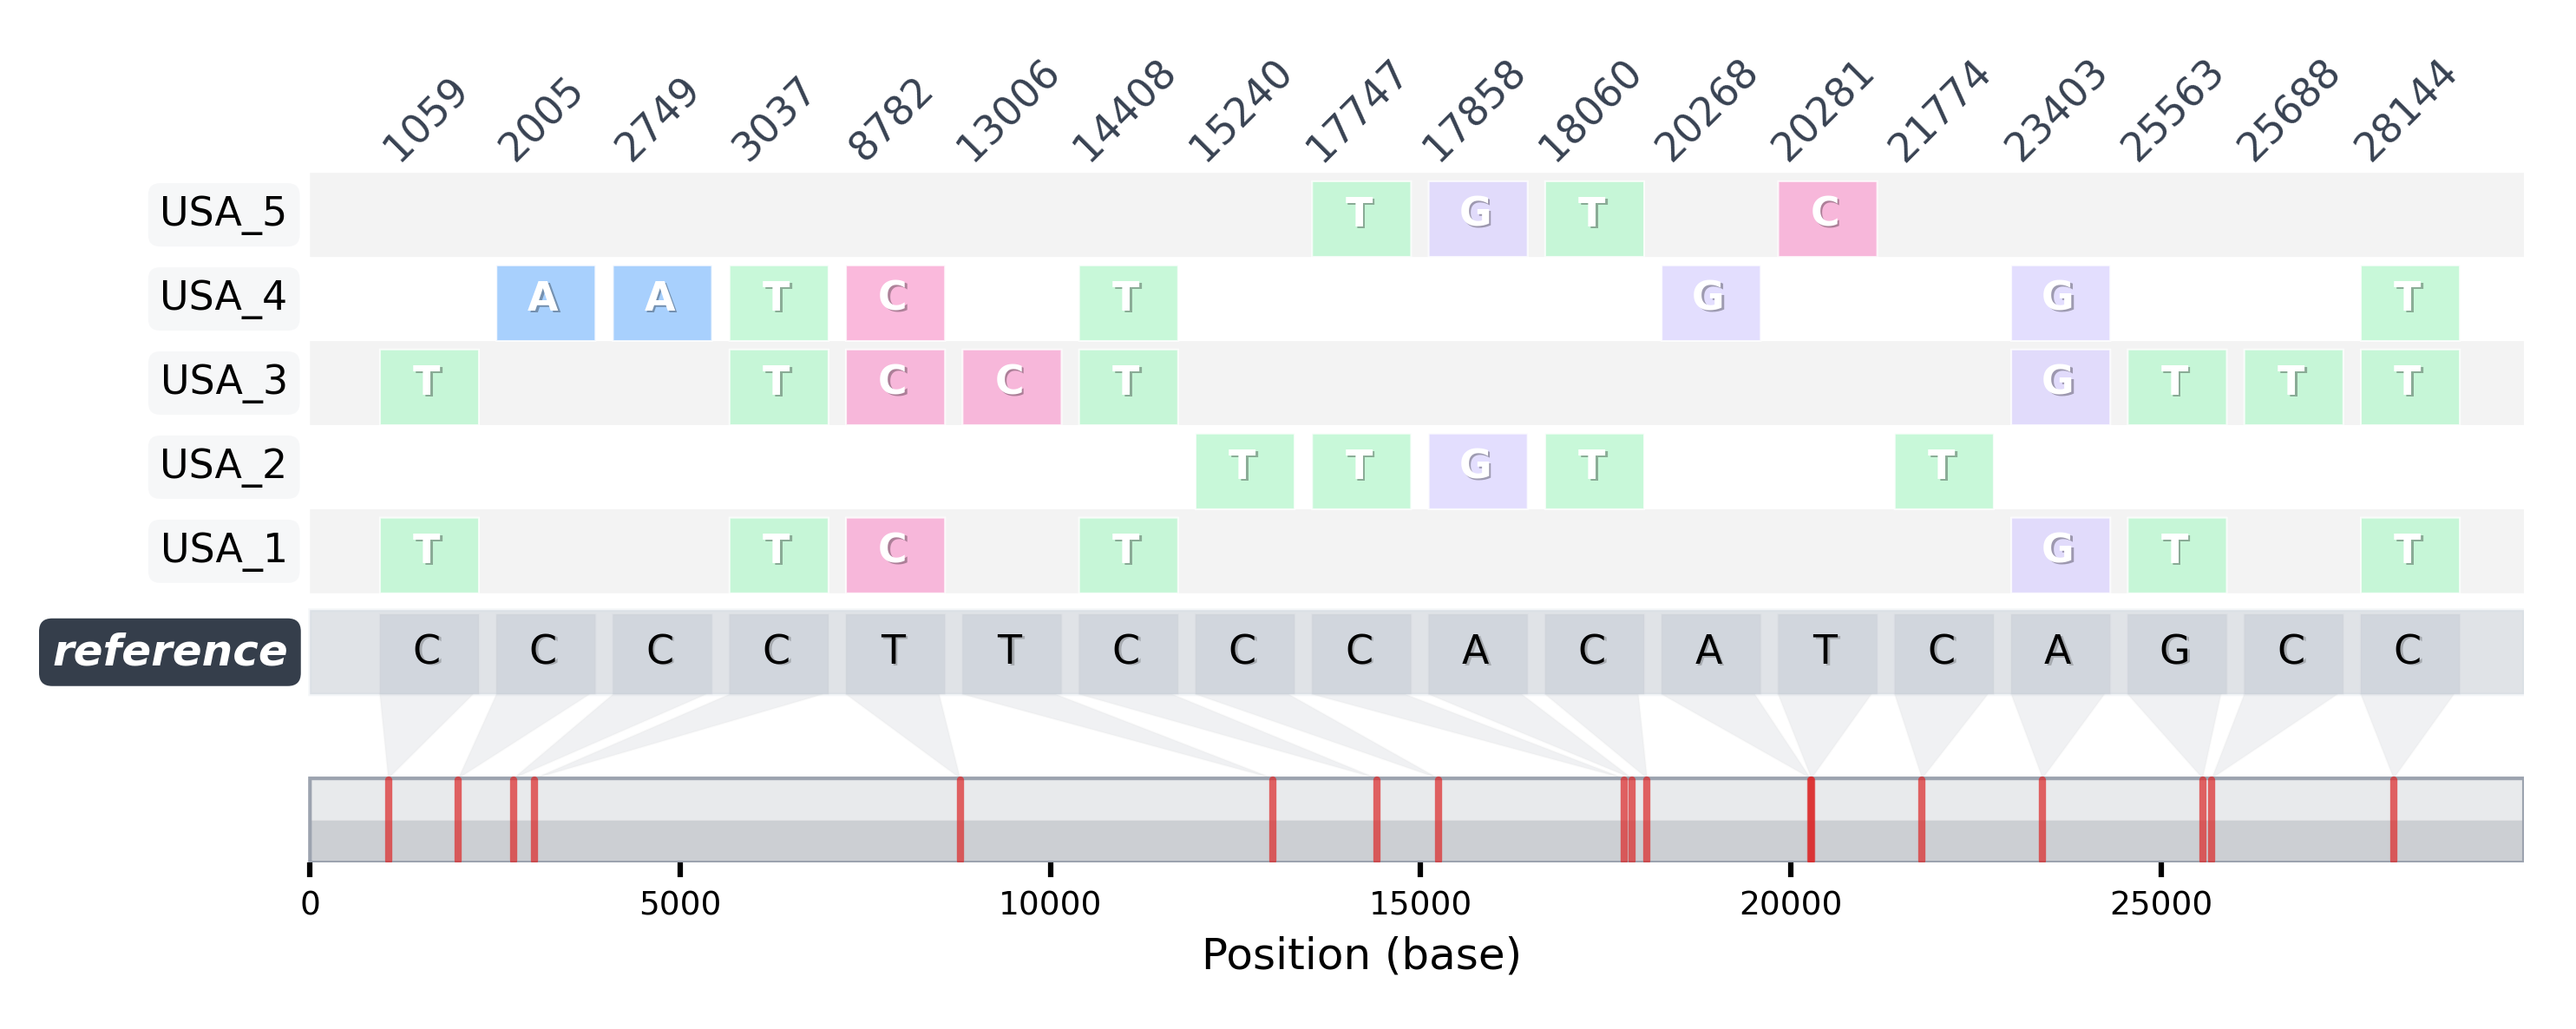 1059 2005 2749 3037 8782 13006 14408 15240 17747 17858 18060 20268 20281 21774 23403 25563 25688 28144
USA_5 T G T C
USA_4 A A T C T G G T
USA_3 T T C C T G T T T
USA_2 T T G T T
USA_1 T T C T G T T
reference C C C C T T C C C A C A T C A G C C
0 5000 10000 15000 20000 25000
Position (base)